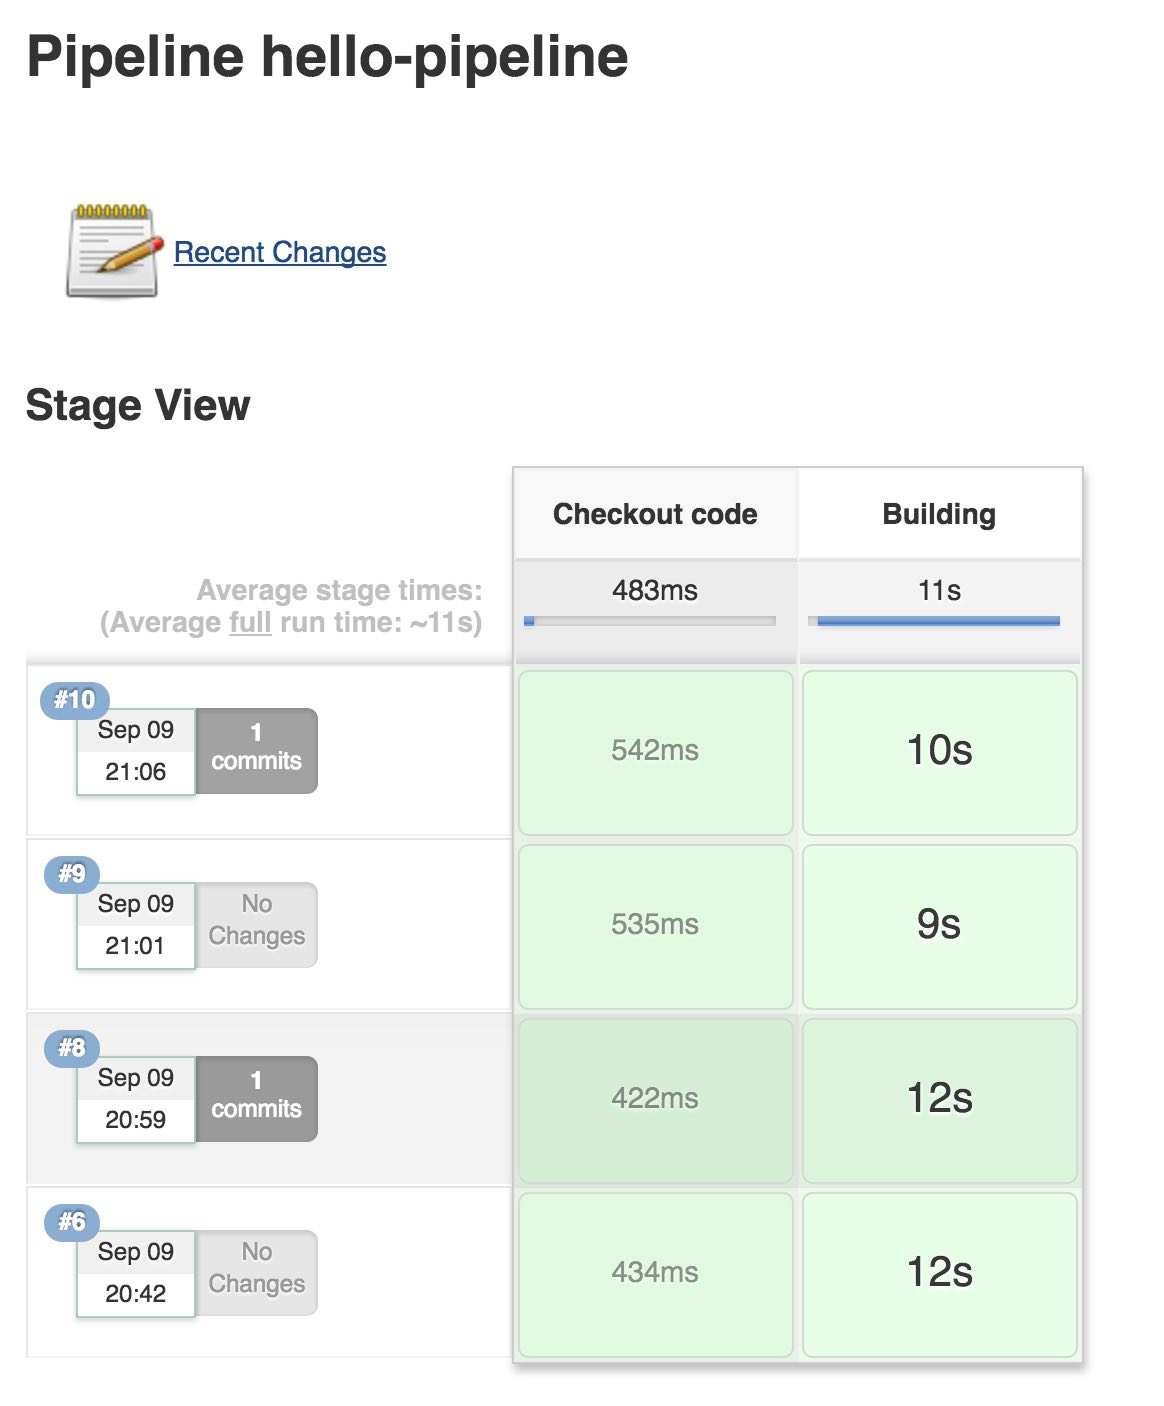 Pipeline hello-pipeline
Recent Changes
Stage View
Checkout code
Building
Average stage times:
(Average full run time: ~11s)
483ms
11s
#10
Sep 09
21:06
1
commits
542ms
10s
#9
Sep 09
21:01
No
Changes
535ms
9s
#8
Sep 09
20:59
1
commits
422ms
12s
#6
Sep 09
20:42
No
Changes
434ms
12s